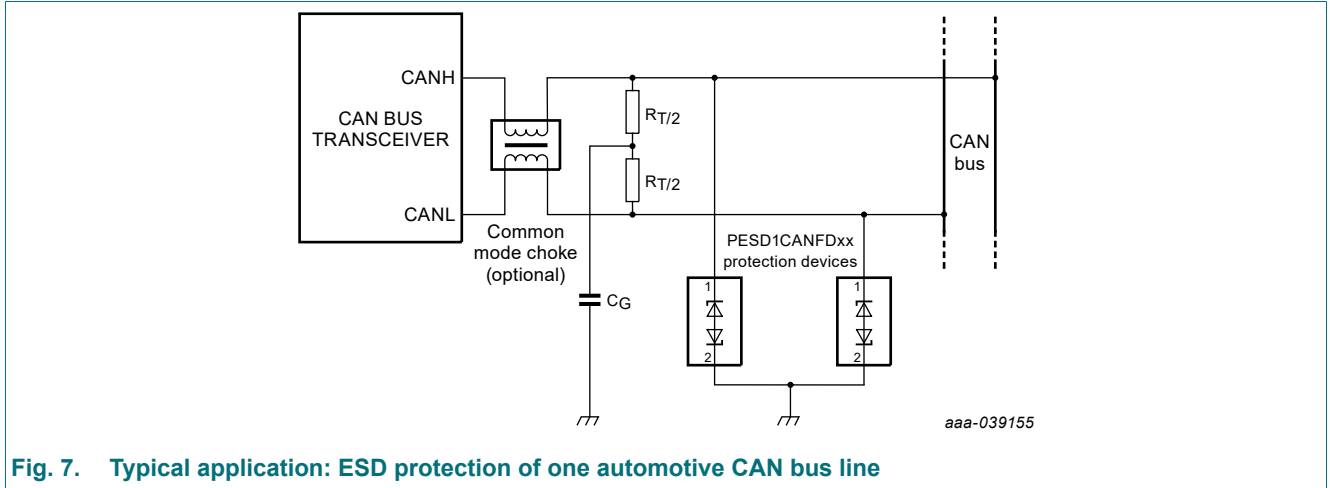 CANH
CAN BUS
TRANSCEIVER
CANL
Common
mode choke
(optional)
RT/2
RT/2
CG
PESD1CANFDxx
protection devices
1
2
1
2
CAN
bus
aaa-039155
Fig. 7. Typical application: ESD protection of one automotive CAN bus line